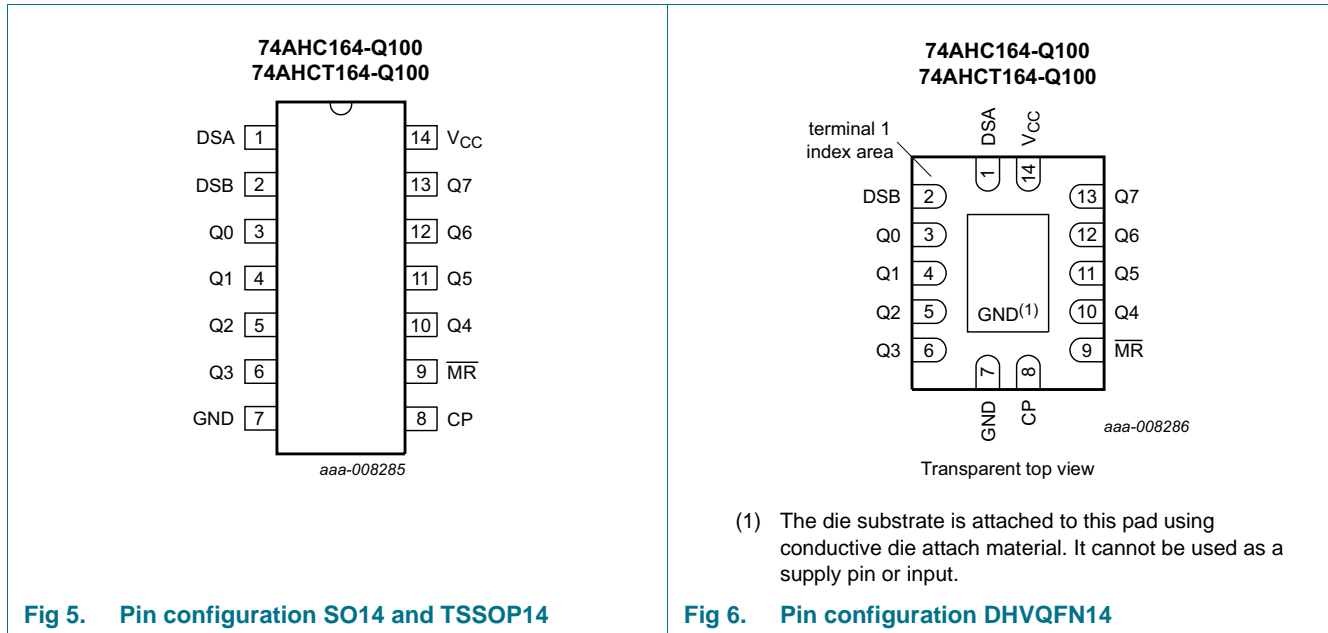 74AHC164-Q100
74AHCT164-Q100
DSA 1 14 VCC
DSB 2 13 Q7
Q0 3 12 Q6
Q1 4 11 Q5
Q2 5 10 Q4
Q3 6 9 MR
GND 7 8 CP
aaa-008285
Fig 5. Pin configuration SO14 and TSSOP14
74AHC164-Q100
74AHCT164-Q100
terminal 1
index area
DSA VCC
1 14
DSB 2 13 Q7
Q0 3 12 Q6
Q1 4 11 Q5
Q2 5 GND(1) 10 Q4
Q3 6 9 MR
7 8
GND CP
aaa-008286
Transparent top view
(1) The die substrate is attached to this pad using
conductive die attach material. It cannot be used as a
supply pin or input.
Fig 6. Pin configuration DHVQFN14